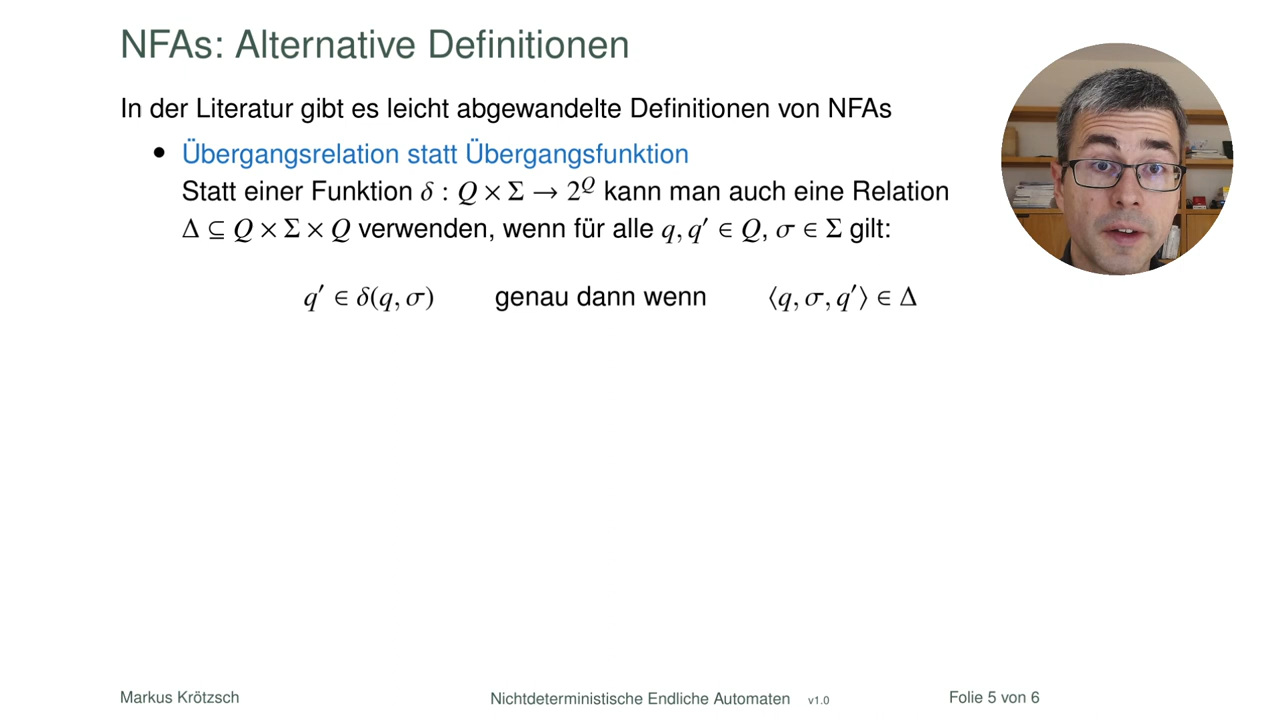 NFAs: Alternative Definitionen
In der Literatur gibt es leicht abgewandelte Definitionen von NFAs
• Übergangsrelation statt Übergangsfunktion
Statt einer Funktion δ : Q × Σ → 2^Q kann man auch eine Relation
Δ ⊆ Q × Σ × Q verwenden, wenn für alle q, q′ ∈ Q, σ ∈ Σ gilt:
q′ ∈ δ(q, σ) genau dann wenn ⟨q, σ, q′⟩ ∈ Δ
Markus Krötzsch Nichtdeterministische Endliche Automaten v1.0 Folie 5 von 6